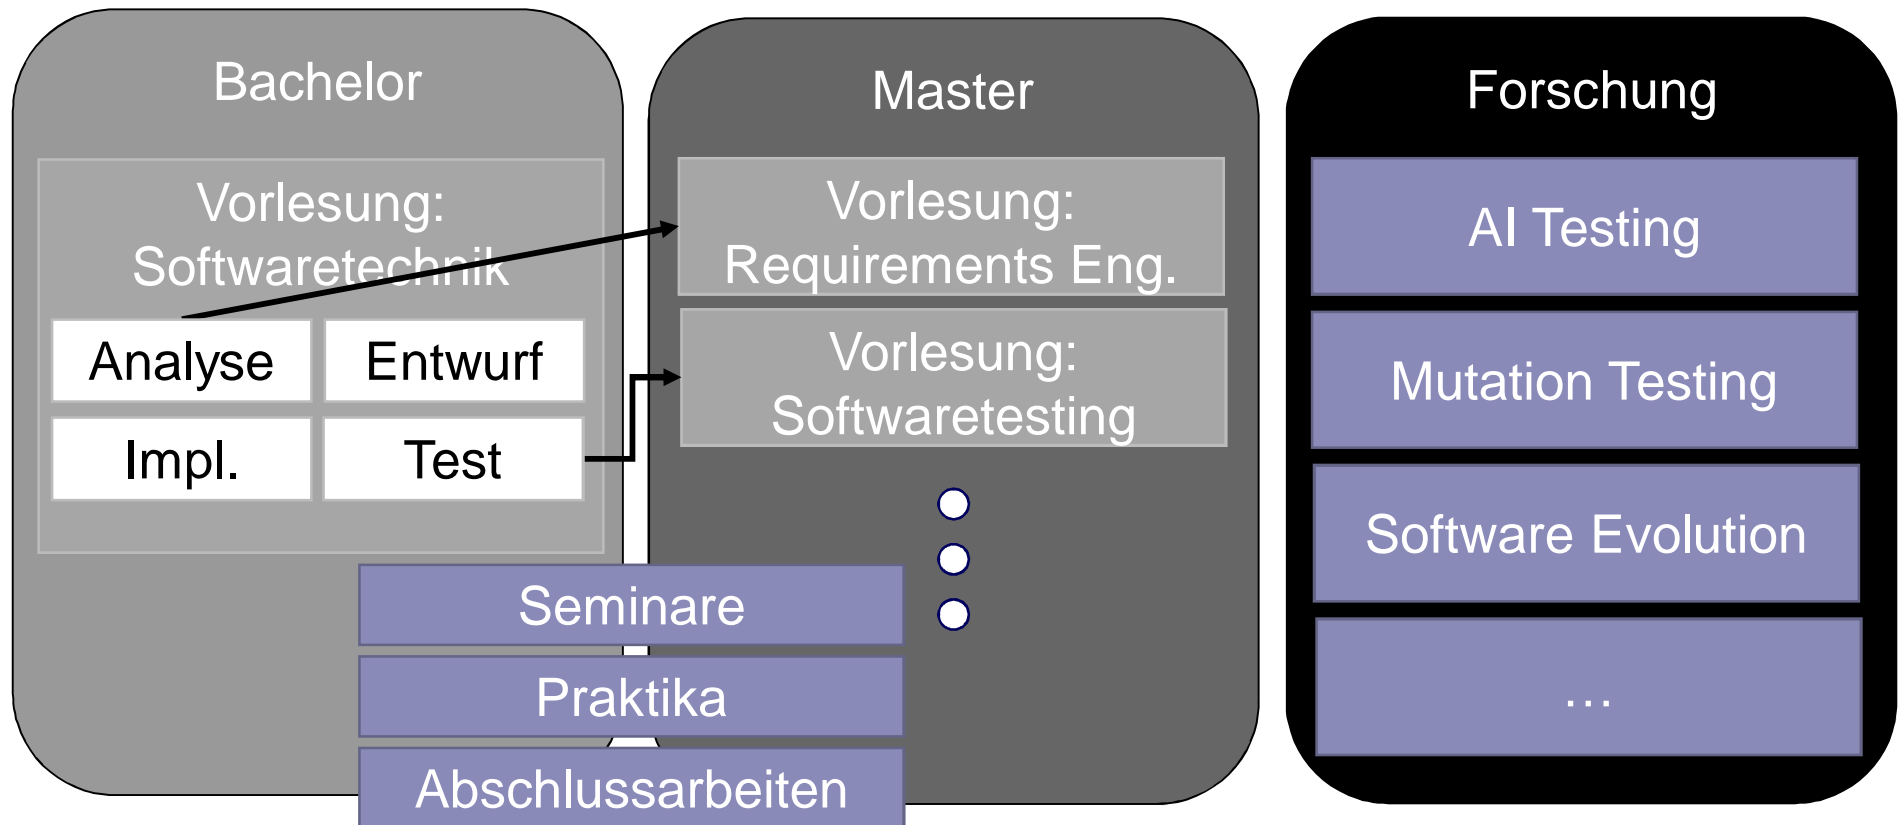 Bachelor
Vorlesung:
Softwaretechnik
Analyse
Entwurf
Impl.
Test
Master
Vorlesung:
Requirements Eng.
Vorlesung:
Softwaretesting
Seminare
Praktika
Abschlussarbeiten
Forschung
AI Testing
Mutation Testing
Software Evolution
…